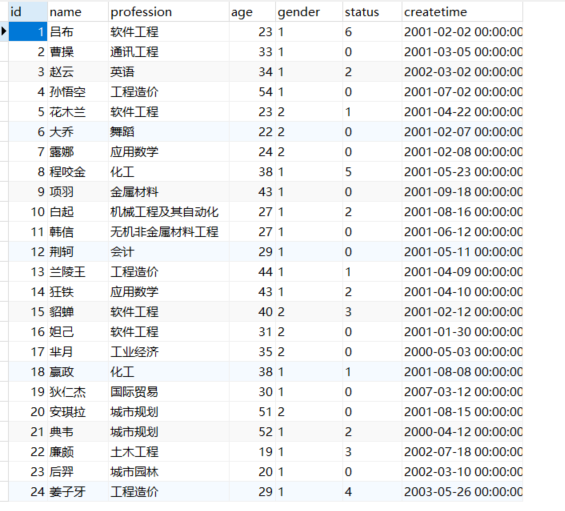 id name profession age gender status createtime
1 吕布 软件工程 23 1 6 2001-02-02 00:00:00
2 曹操 通讯工程 33 1 0 2001-03-05 00:00:00
3 赵云 英语 34 1 2 2002-03-02 00:00:00
4 孙悟空 工程造价 54 1 0 2001-07-02 00:00:00
5 花木兰 软件工程 23 2 1 2001-04-22 00:00:00
6 大乔 舞蹈 22 2 0 2001-02-07 00:00:00
7 露娜 应用数学 24 2 0 2001-02-08 00:00:00
8 程咬金 化工 38 1 5 2001-05-23 00:00:00
9 项羽 金属材料 43 1 0 2001-09-18 00:00:00
10 白起 机械工程及其自动化 27 1 2 2001-08-16 00:00:00
11 韩信 无机非金属材料工程 27 1 0 2001-06-12 00:00:00
12 荆轲 会计 29 1 0 2001-05-11 00:00:00
13 兰陵王 工程造价 44 1 1 2001-04-09 00:00:00
14 狂铁 应用数学 43 1 2 2001-04-10 00:00:00
15 貂蝉 软件工程 40 2 3 2001-02-12 00:00:00
16 妲己 软件工程 31 2 0 2001-01-30 00:00:00
17 芈月 工业经济 35 2 0 2000-05-03 00:00:00
18 嬴政 化工 38 1 1 2001-08-08 00:00:00
19 狄仁杰 国际贸易 30 1 0 2007-03-12 00:00:00
20 安琪拉 城市规划 51 2 0 2001-08-15 00:00:00
21 典韦 城市规划 52 1 2 2000-04-12 00:00:00
22 廉颇 土木工程 19 1 3 2002-07-18 00:00:00
23 后羿 城市园林 20 1 0 2002-03-10 00:00:00
24 姜子牙 工程造价 29 1 4 2003-05-26 00:00:00